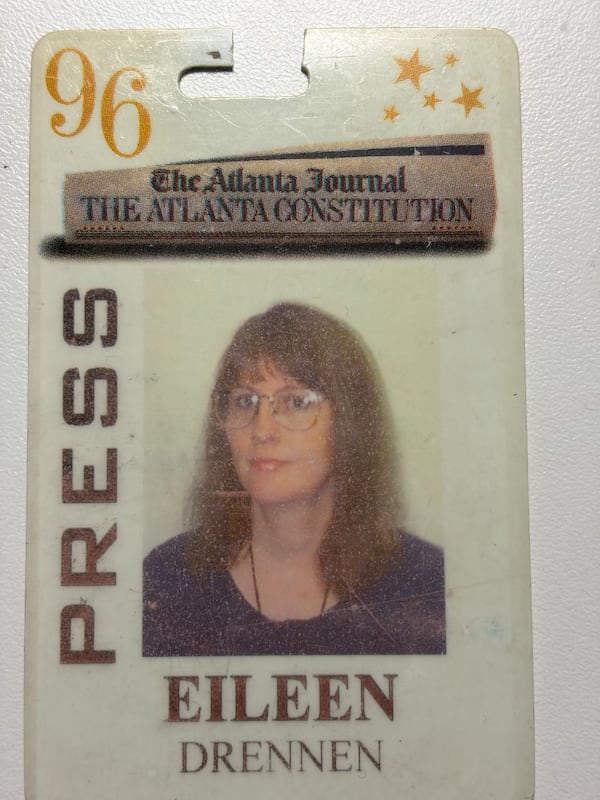 96
The Atlanta Journal
THE ATLANTA CONSTITUTION
PRESS
EILEEN
DRENNEN